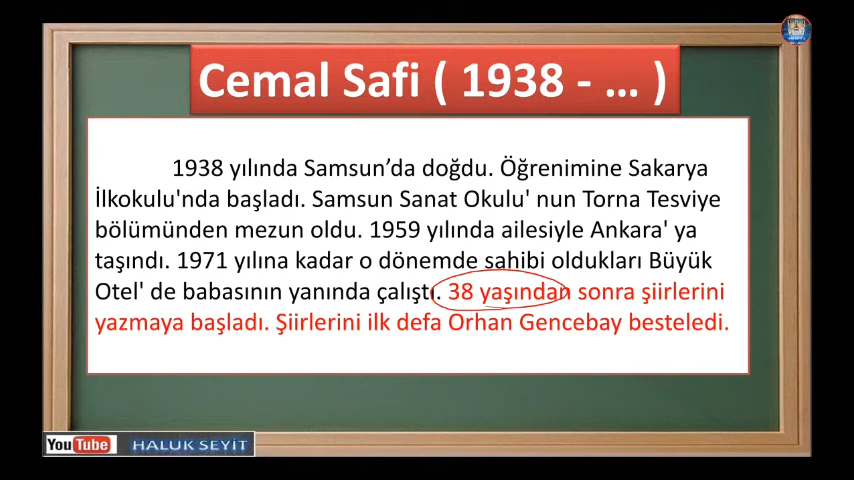 Cemal Safi ( 1938 - ... )
1938 yılında Samsun’da doğdu. Öğrenimine Sakarya
İlkokulu'nda başladı. Samsun Sanat Okulu' nun Torna Tesviye
bölümünden mezun oldu. 1959 yılında ailesiyle Ankara' ya
taşındı. 1971 yılına kadar o dönemde sahibi oldukları Büyük
Otel' de babasının yanında çalıştı. 38 yaşından sonra şiirlerini
yazmaya başladı. Şiirlerini ilk defa Orhan Gencebay besteledi.
YouTube HALUK SEYİT